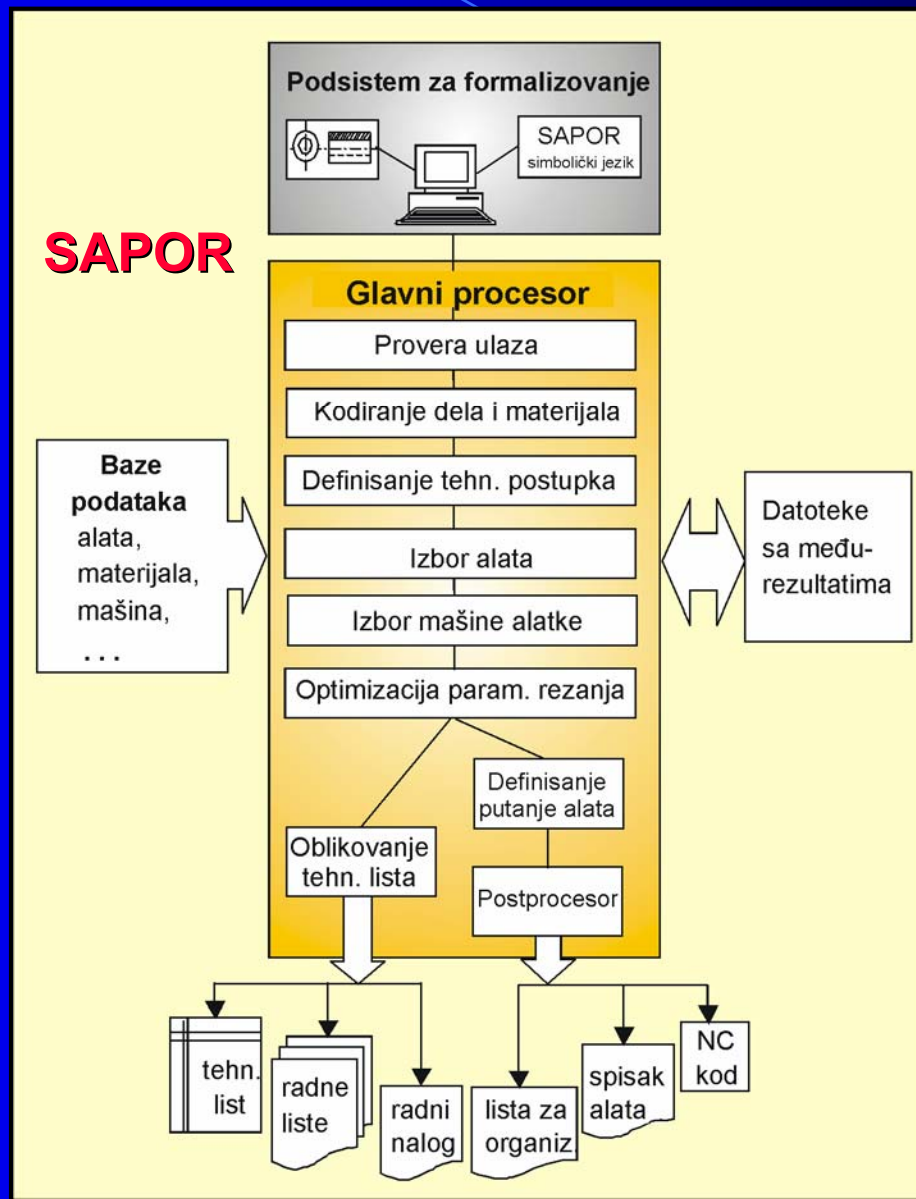 Podsistem za formalizovanje
SAPOR
simbolički jezik
SAPOR
Glavni procesor
Provera ulaza
Kodiranje dela i materijala
Definisanje tehn. postupka
Izbor alata
Izbor mašine alatke
Optimizacija param. rezanja
Baze
podataka
alata,
materijala,
mašina,
. . .
Datoteke
sa među-
rezultatima
Definisanje
putanje alata
Oblikovanje
tehn. lista
Postprocesor
tehn.
list
radne
liste
radni
nalog
lista za
organiz.
spisak
alata
NC
kod